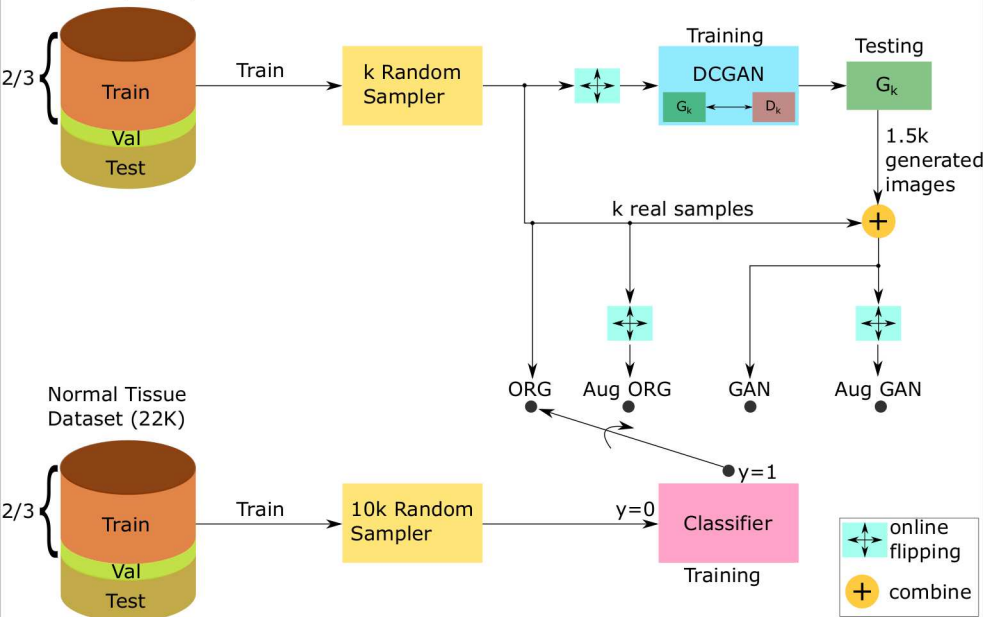 Training
Testing
2/3
Train
Val
Test
Train
k Random
Sampler
DCGAN
Gk
Dk
Gk
1.5k
generated
images
k real samples
+
ORG
Aug ORG
GAN
Aug GAN
Normal Tissue
Dataset (22K)
2/3
Train
Val
Test
Train
10k Random
Sampler
y=0
y=1
Classifier
Training
online
flipping
+
combine